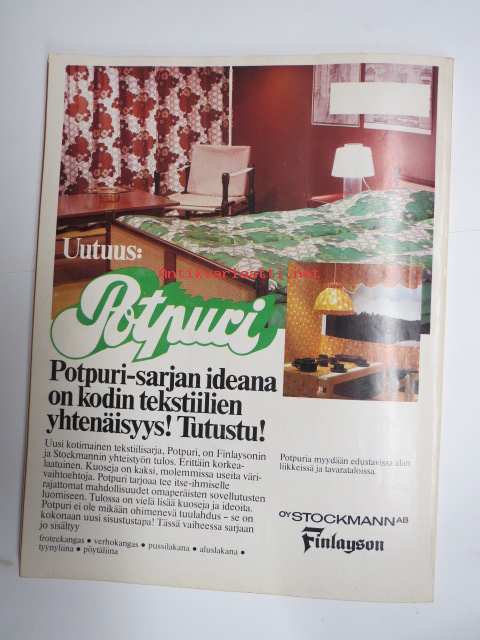 Uutuus:
Antikvariaatti.net
Potpuri
Potpuri-sarjan ideana
on kodin tekstiilien
yhtenäisyys! Tutustu!
Uusi kotimainen tekstiilisarja, Potpuri, on Finlaysonin
ja Stockmannin yhteistyön tulos. Erittäin korkea-
laatuinen. Kuoseja on kaksi, molemmissa useita väri-
vaihtoehtoja. Potpuri tarjoaa tee itse-ihmiselle
rajattomat mahdollisuudet omaperäisten sovellutusten
luomiseen. Tulossa on vielä lisää kuoseja ja ideoita.
Potpuri ei ole mikään ohimenevä tuulahdus – se on
kokonaan uusi sisustustapa! Tässä vaiheessa sarjaan
jo sisältyy
froteekangas • verhokangas • pussilakana • aluslakana •
tyynyliina • pöytäliina
Potpuria myydään edustavissa alan
liikkeissä ja tavarataloissa.
OY STOCKMANN AB
Finlayson